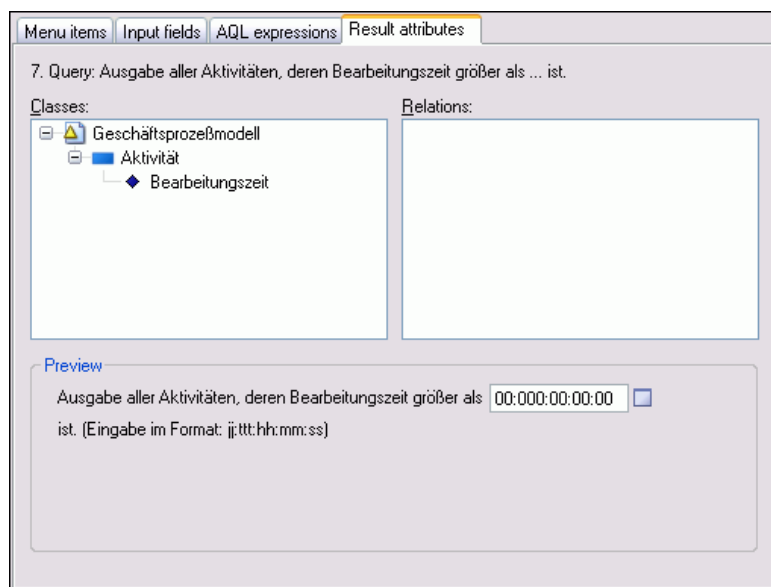 Menu items Input fields AQL expressions Result attributes
7. Query: Ausgabe aller Aktivitäten, deren Bearbeitungszeit größer als ... ist.
Classes: Relations:
Geschäftsprozeßmodell
Aktivität
Bearbeitungszeit
Preview
Ausgabe aller Aktivitäten, deren Bearbeitungszeit größer als 00:000:00:00:00
ist. (Eingabe im Format: jj:ttt:hh:mm:ss)